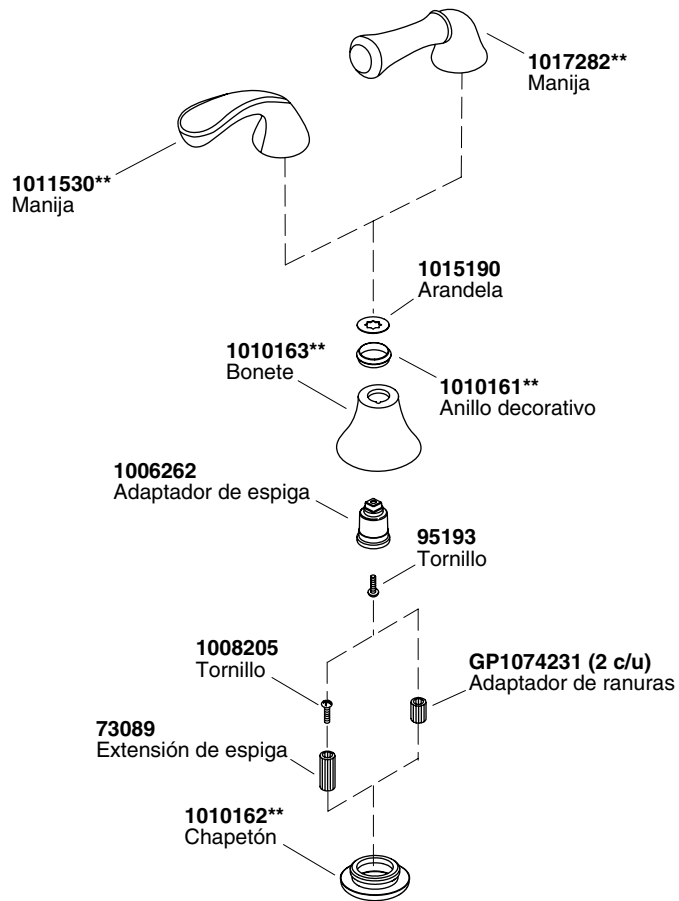 1017282**
Manija
1011530**
Manija
1015190
Arandela
1010163**
Bonete
1010161**
Anillo decorativo
1006262
Adaptador de espiga
95193
Tornillo
1008205
Tornillo
GP1074231 (2 c/u)
Adaptador de ranuras
73089
Extensión de espiga
1010162**
Chapetón